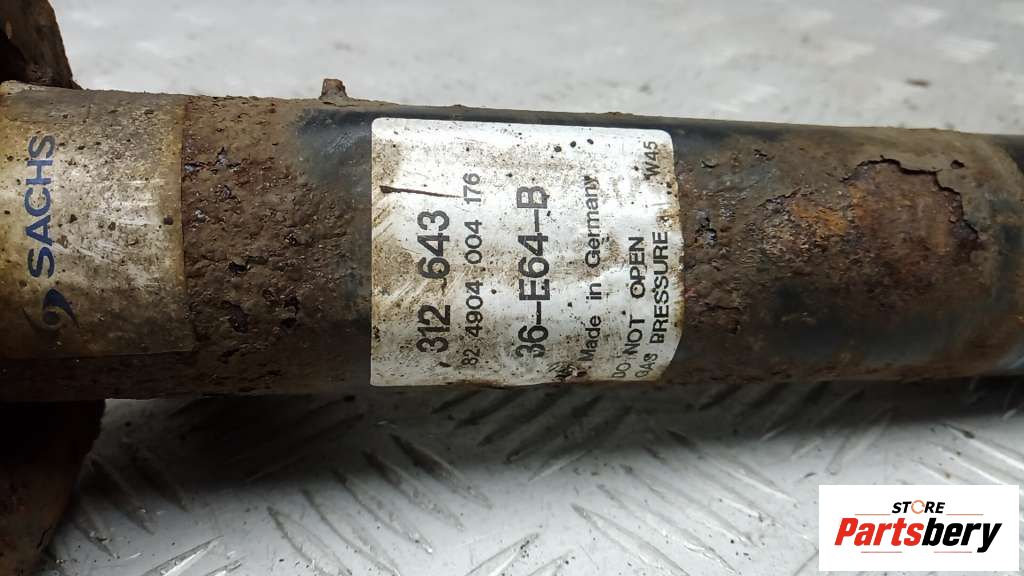 SACHS
312 643
82 4904 004 176
36-E64-B
Made in Germany
DO NOT OPEN
GAS PRESSURE W45
STORE
Partsbery